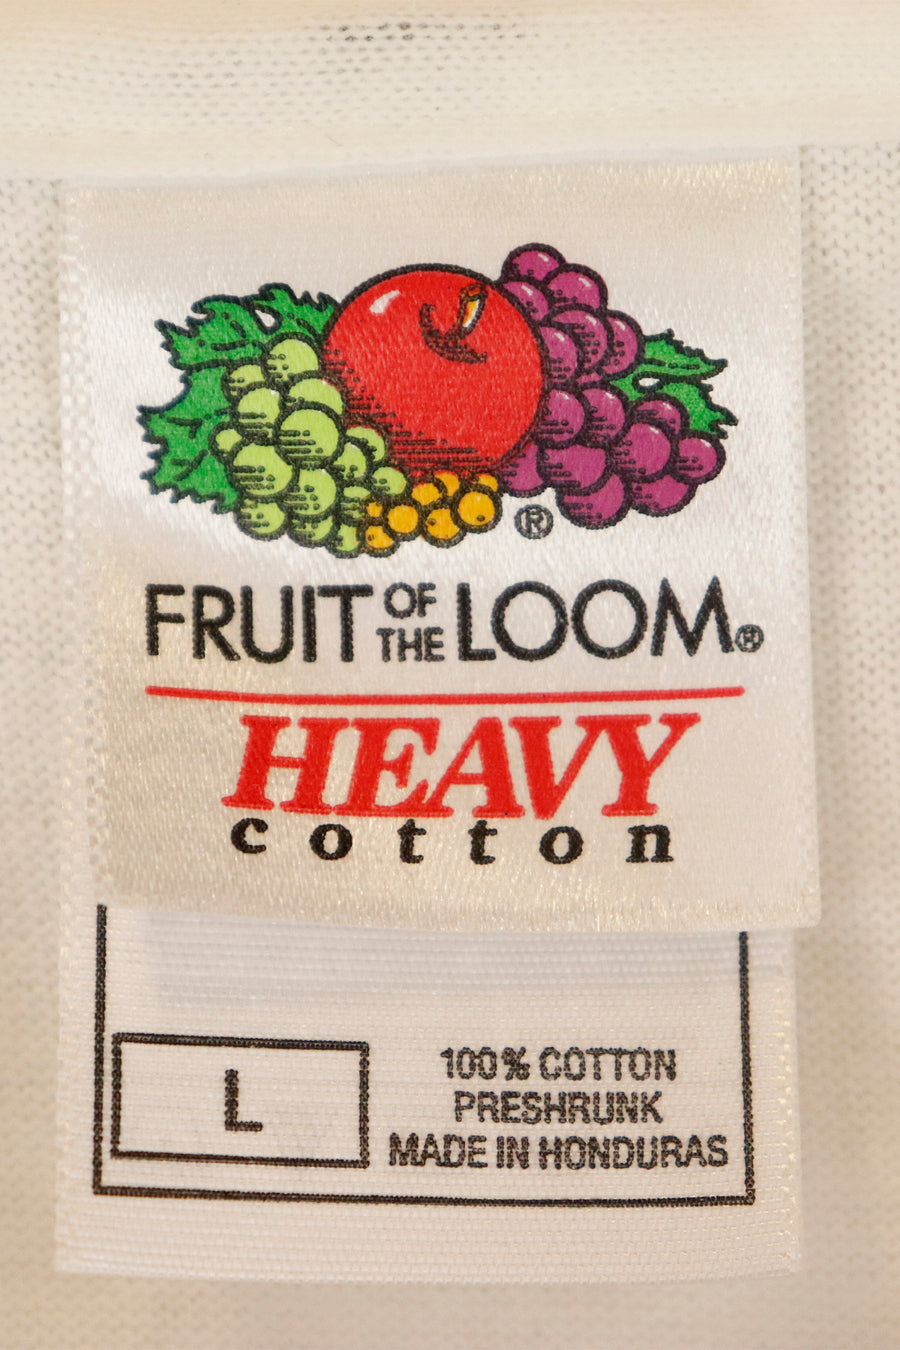 ®
FRUIT OF THE LOOM®
HEAVY
cotton
L
100% COTTON
PRESHRUNK
MADE IN HONDURAS